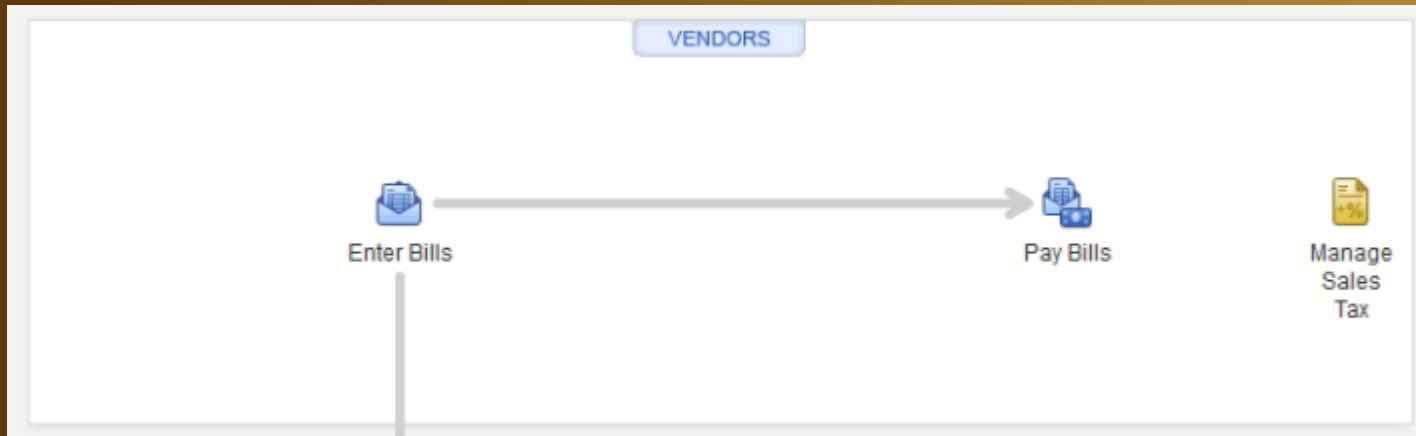 VENDORS
Enter Bills
Pay Bills
Manage
Sales
Tax